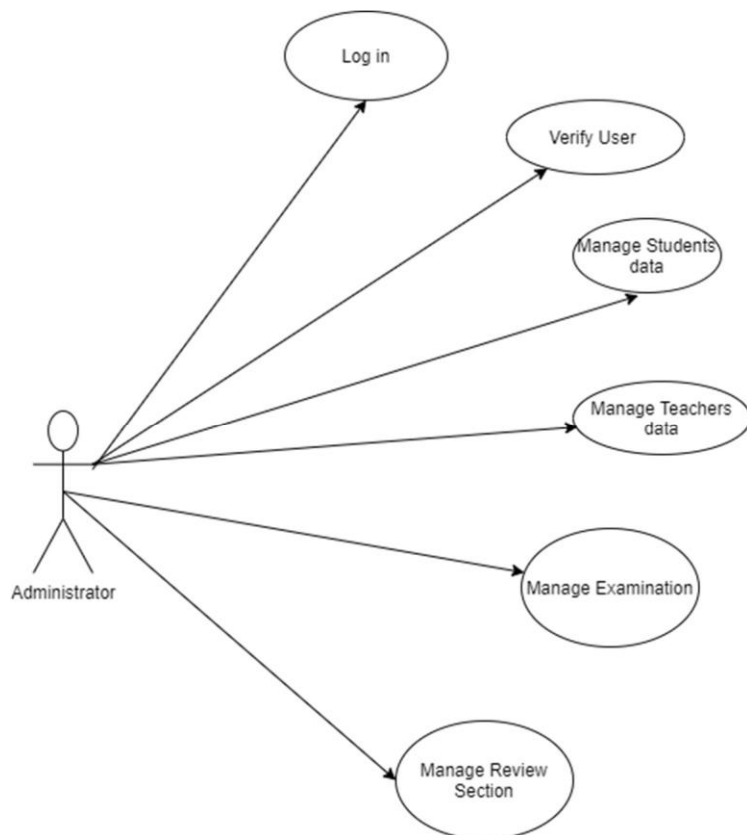 Log in
Verify User
Manage Students
data
Manage Teachers
data
Administrator
Manage Examination
Manage Review
Section